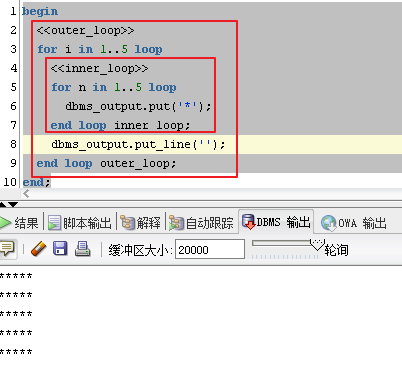 1 begin
2 <<outer_loop>>
3 for i in 1..5 loop
4 <<inner_loop>>
5 for n in 1..5 loop
6 dbms_output.put('*');
7 end loop inner_loop;
8 dbms_output.put_line('');
9 end loop outer_loop;
10 end;
结果 脚本输出 解释 自动跟踪 DBMS 输出 OWA 输出
缓冲区大小: 20000 轮询
*****
*****
*****
*****
*****